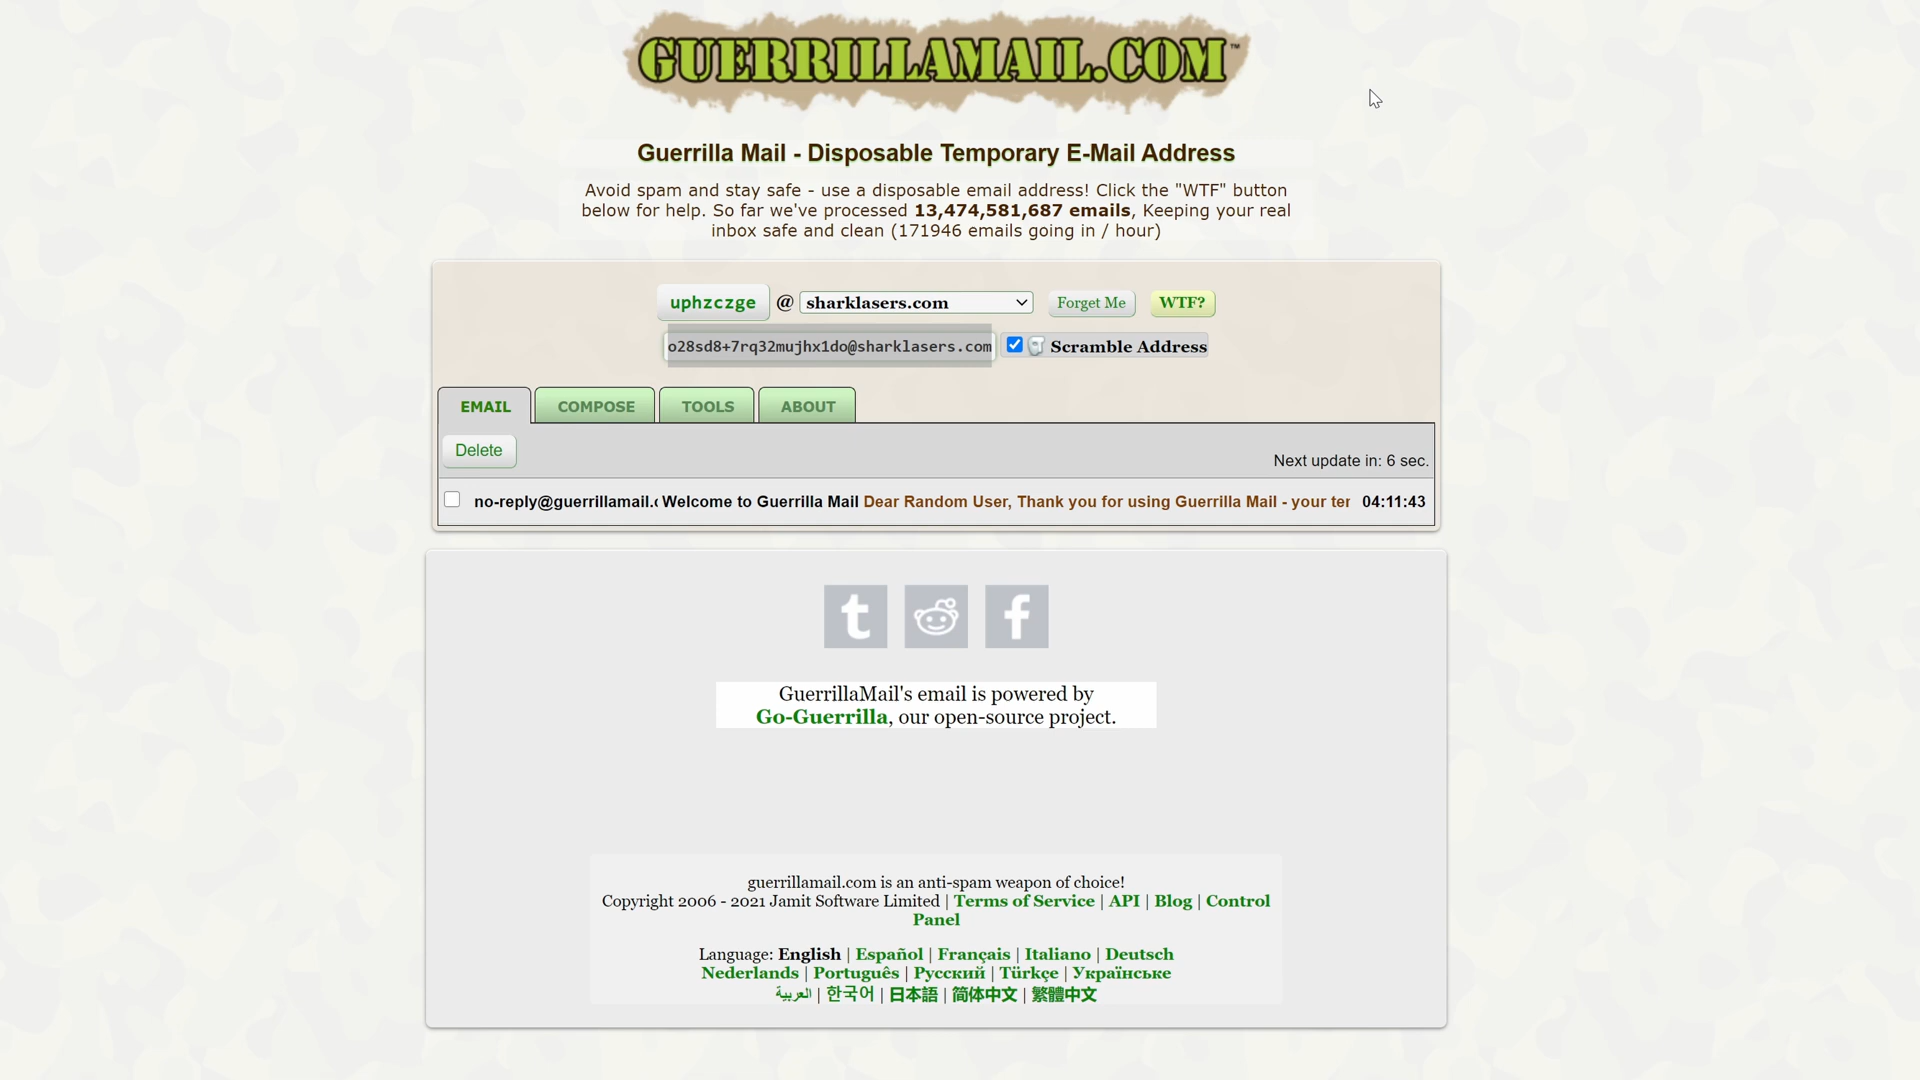 GUERRILLAMAIL.COM™
Guerrilla Mail - Disposable Temporary E-Mail Address
Avoid spam and stay safe - use a disposable email address! Click the "WTF" button
below for help. So far we've processed 13,474,581,687 emails, Keeping your real
inbox safe and clean (171946 emails going in / hour)
uphzczge @ sharklasers.com Forget Me WTF?
o28sd8+7rq32mujhx1do@sharklasers.com Scramble Address
EMAIL COMPOSE TOOLS ABOUT
Delete
Next update in: 6 sec.
no-reply@guerrillamail.c Welcome to Guerrilla Mail Dear Random User, Thank you for using Guerrilla Mail - your ter 04:11:43
GuerrillaMail's email is powered by
Go-Guerrilla, our open-source project.
guerrillamail.com is an anti-spam weapon of choice!
Copyright 2006 - 2021 Jamit Software Limited | Terms of Service | API | Blog | Control
Panel
Language: English | Español | Français | Italiano | Deutsch
Nederlands | Português | Русский | Türkçe | Українське
العربية | 한국어 | 日本語 | 简体中文 | 繁體中文